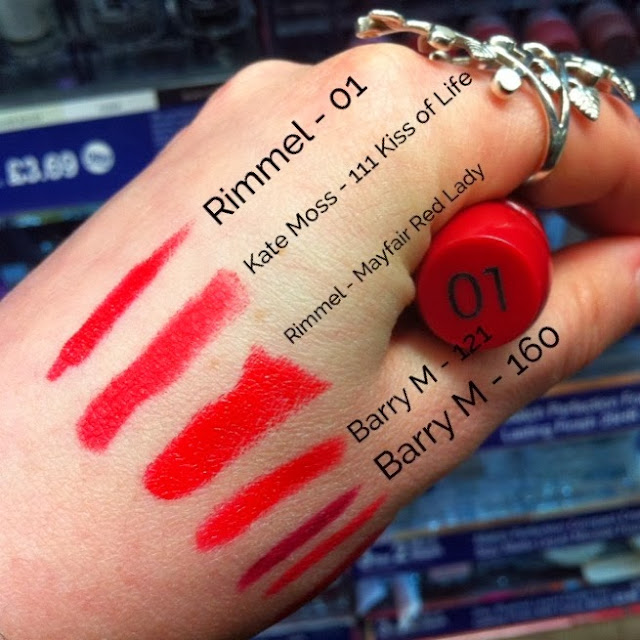 £3.69
Rimmel - 01
Kate Moss - 111 Kiss of Life
Rimmel - Mayfair Red Lady
01
Barry M - 121
Barry M - 160